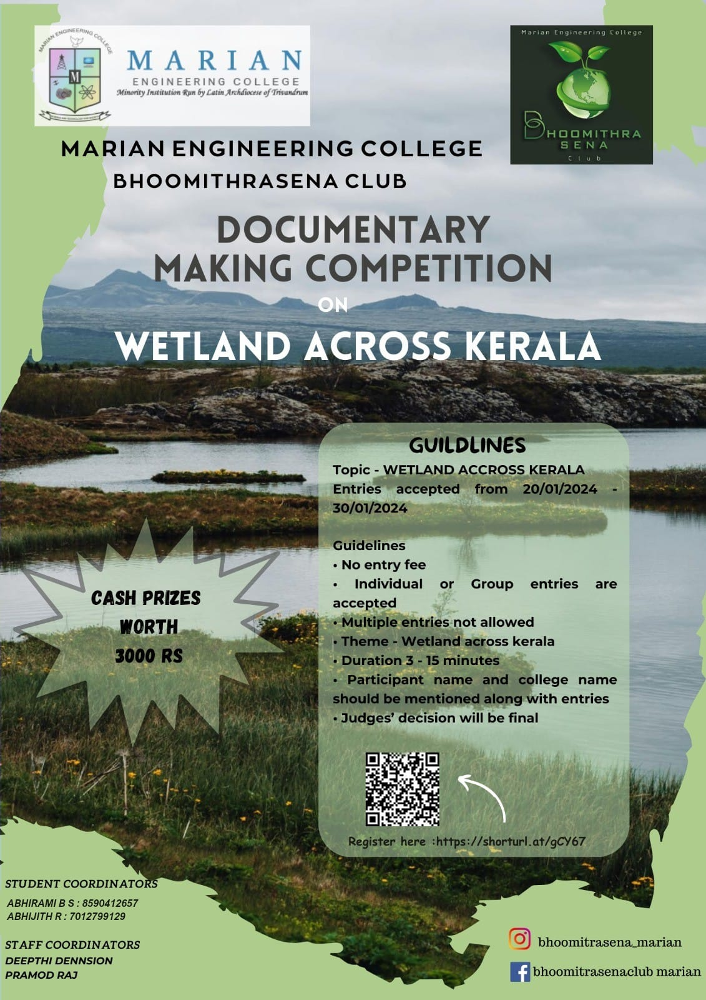 MARIAN ENGINEERING COLLEGE
M
MARIAN
ENGINEERING COLLEGE
Minority Institution Run by Latin Archdiocese of Trivandrum
Marian Engineering College
BHOOMITHRA
SENA
Club
MARIAN ENGINEERING COLLEGE
BHOOMITHRASENA CLUB
DOCUMENTARY
MAKING COMPETITION
ON
WETLAND ACROSS KERALA
GUILDLINES
Topic - WETLAND ACCROSS KERALA
Entries accepted from 20/01/2024 -
30/01/2024
Guidelines
• No entry fee
• Individual or Group entries are
accepted
• Multiple entries not allowed
• Theme - Wetland across kerala
• Duration 3 - 15 minutes
• Participant name and college name
should be mentioned along with entries
• Judges’ decision will be final
Register here :https://shorturl.at/gCY67
CASH PRIZES
WORTH
3000 RS
STUDENT COORDINATORS
ABHIRAMI B S : 8590412657
ABHIJITH R : 7012799129
STAFF COORDINATORS
DEEPTHI DENNSION
PRAMOD RAJ
bhoomitrasena_marian
bhoomitrasenaclub marian